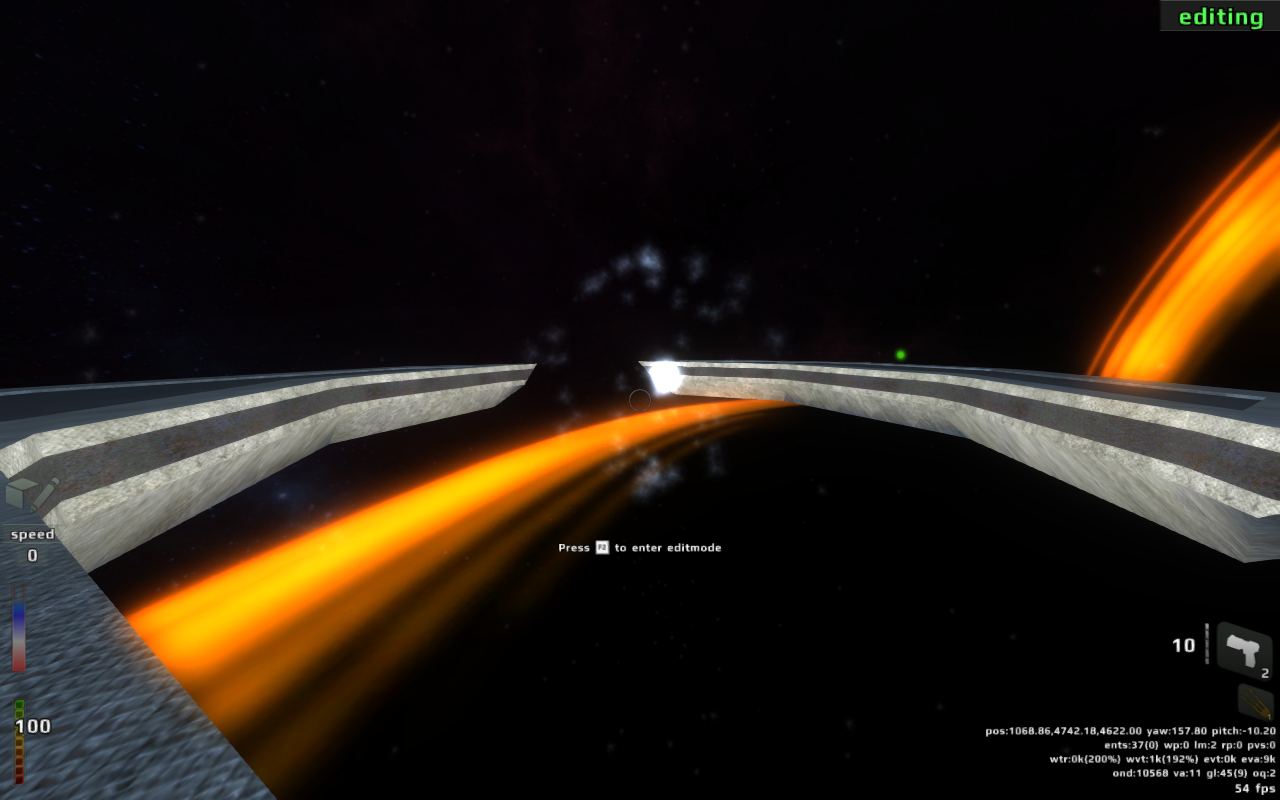 editing
Press F2 to enter editmode
speed
0
100
10
2
pos:1068.86,4742.18,4622.00 yaw:157.80 pitch:-10.20
ents:37(0) wp:0 lm:2 rp:0 pvs:0
wtr:0k(200%) wvt:1k(192%) evt:0k eva:9k
ond:10568 va:11 gl:45(9) oq:2
54 fps